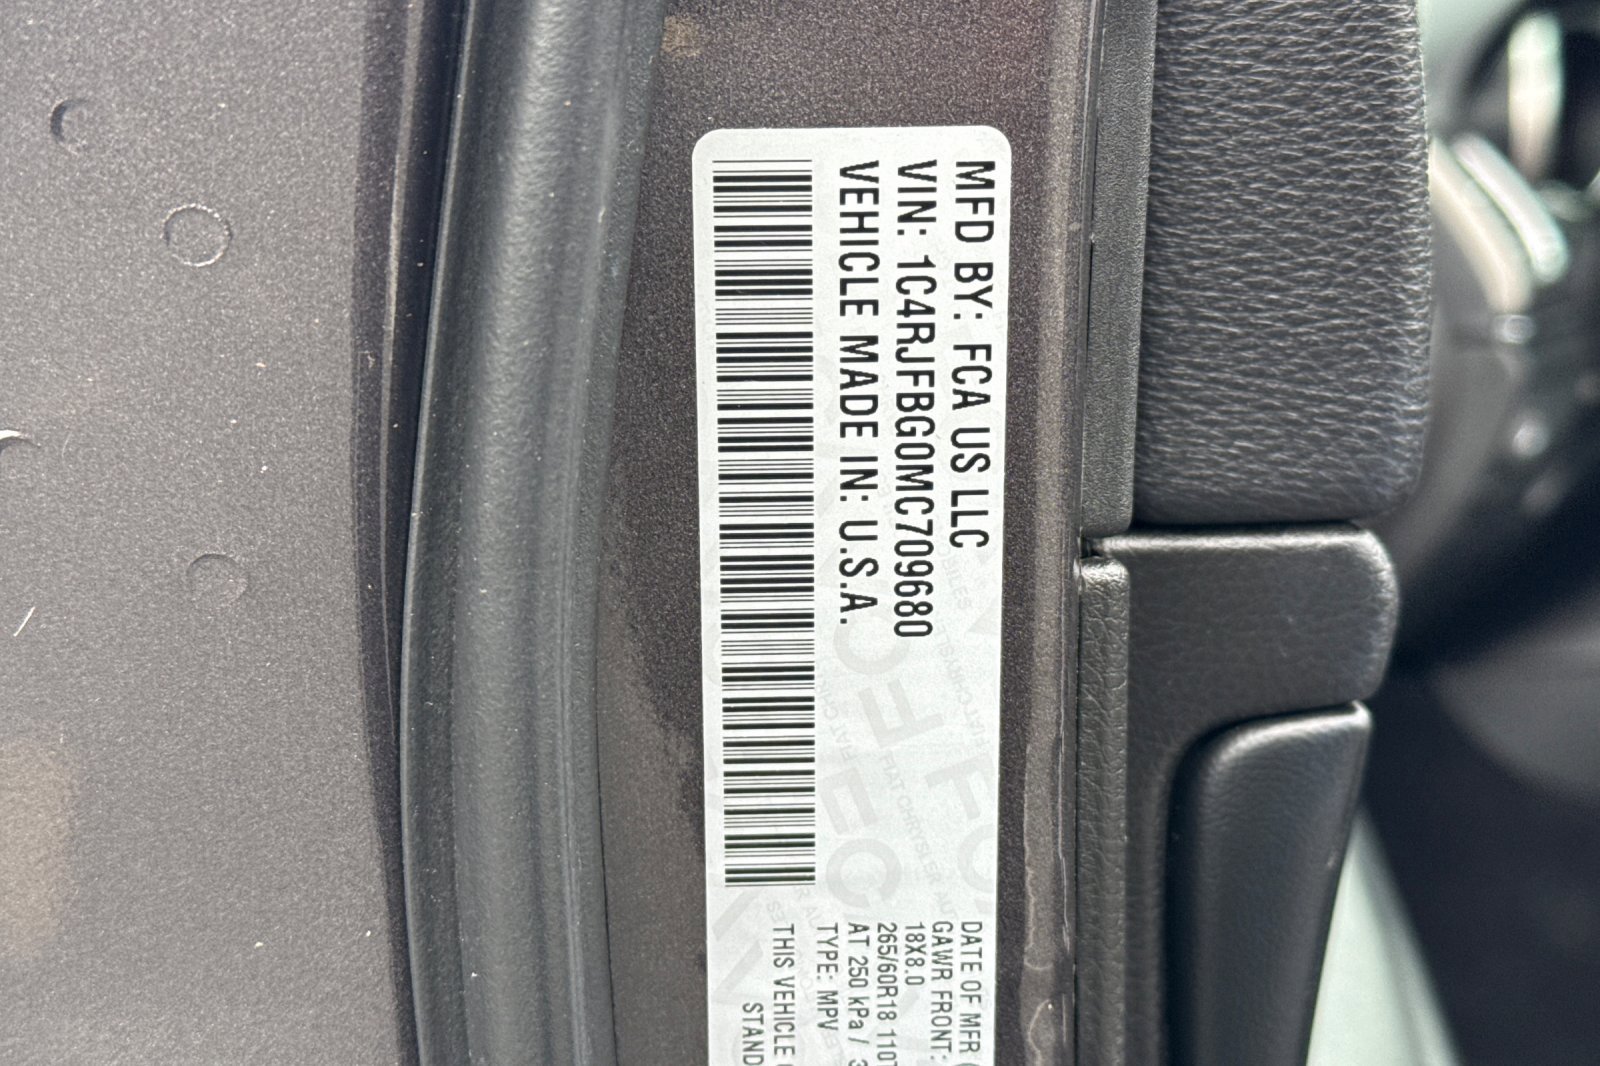 MFD BY: FCA US LLC
VIN: 1C4RJFBG0MC709680
VEHICLE MADE IN: U.S.A.
DATE OF MFR
GAWR FRONT:
18X8.0
265/60R18 110T
AT 250 kPa /
TYPE: MPV
THIS VEHICLE
STAND